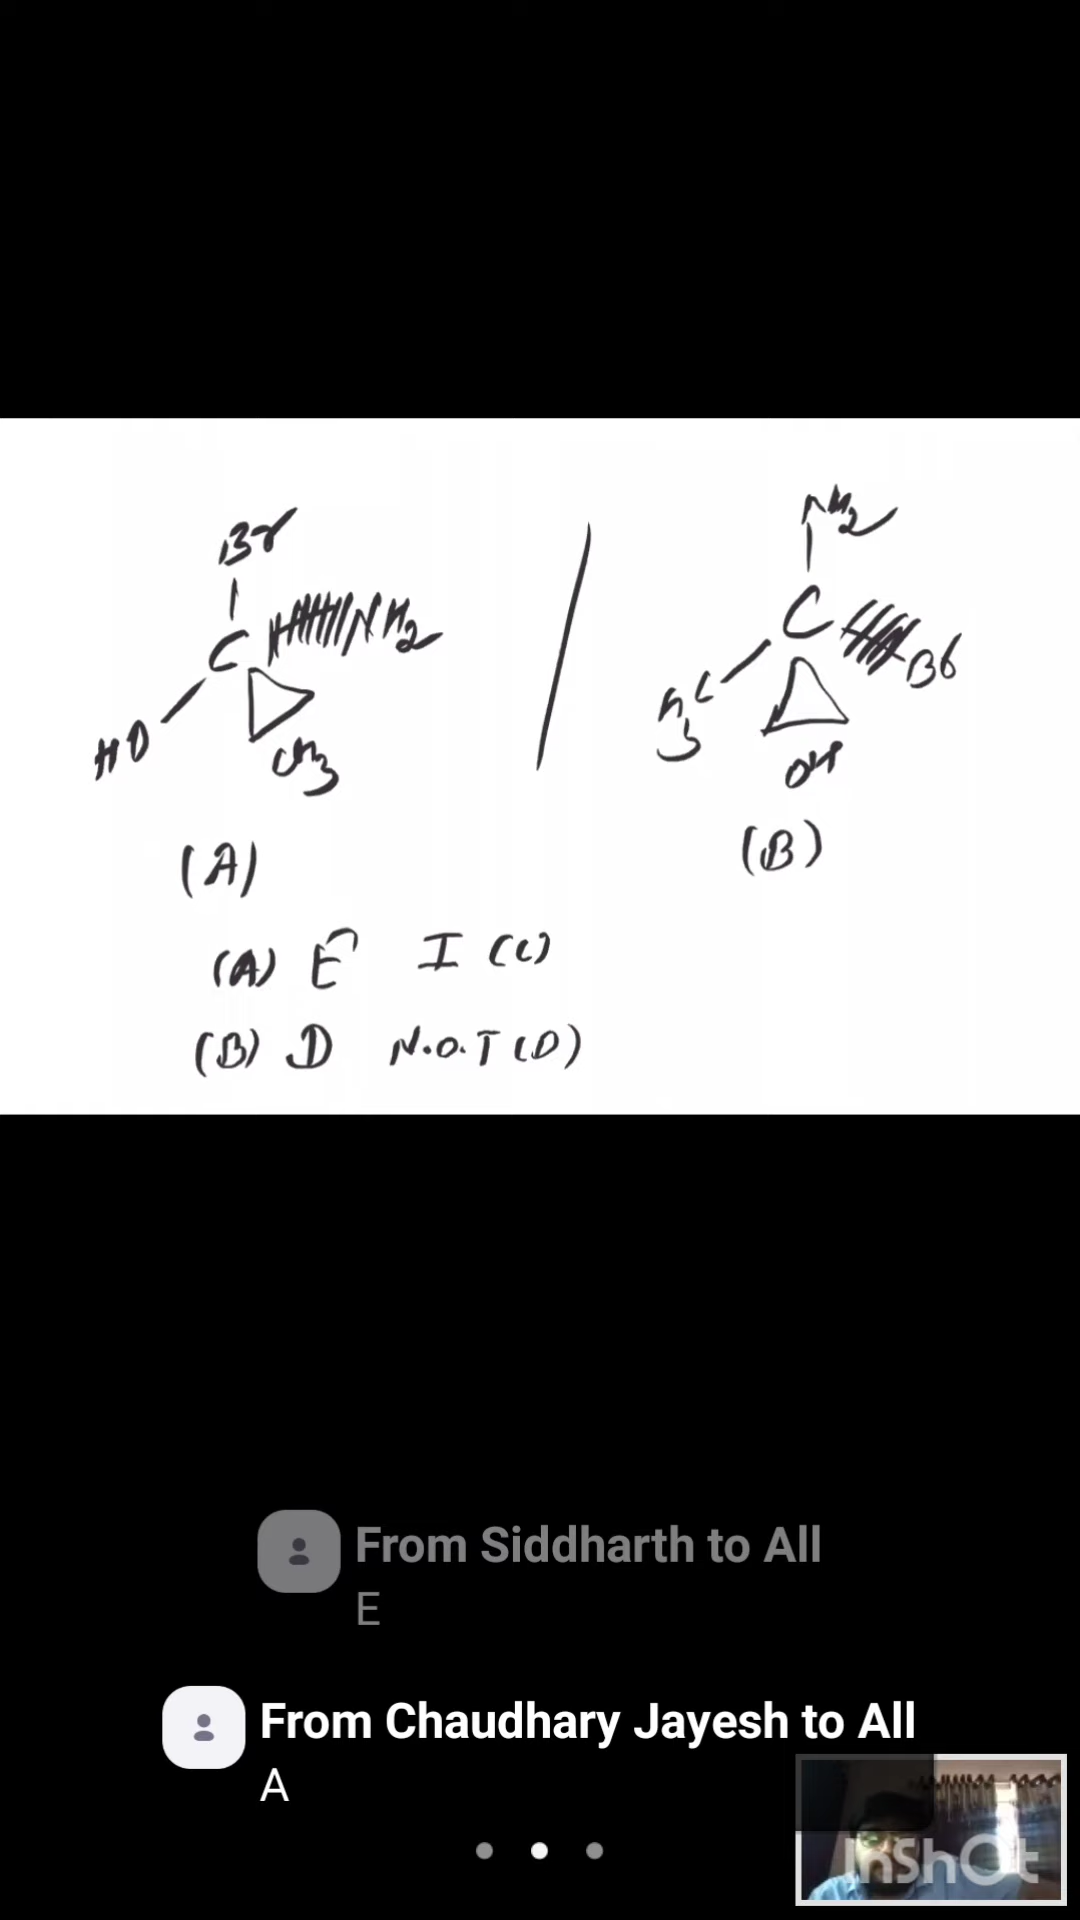 Br
C
NH2
HO
CH3
(A)
NH2
C
H3C
Br
OH
(B)
(A) E I (C)
(B) D N.O.T (D)
From Siddharth to All
E
From Chaudhary Jayesh to All
A
InShOt